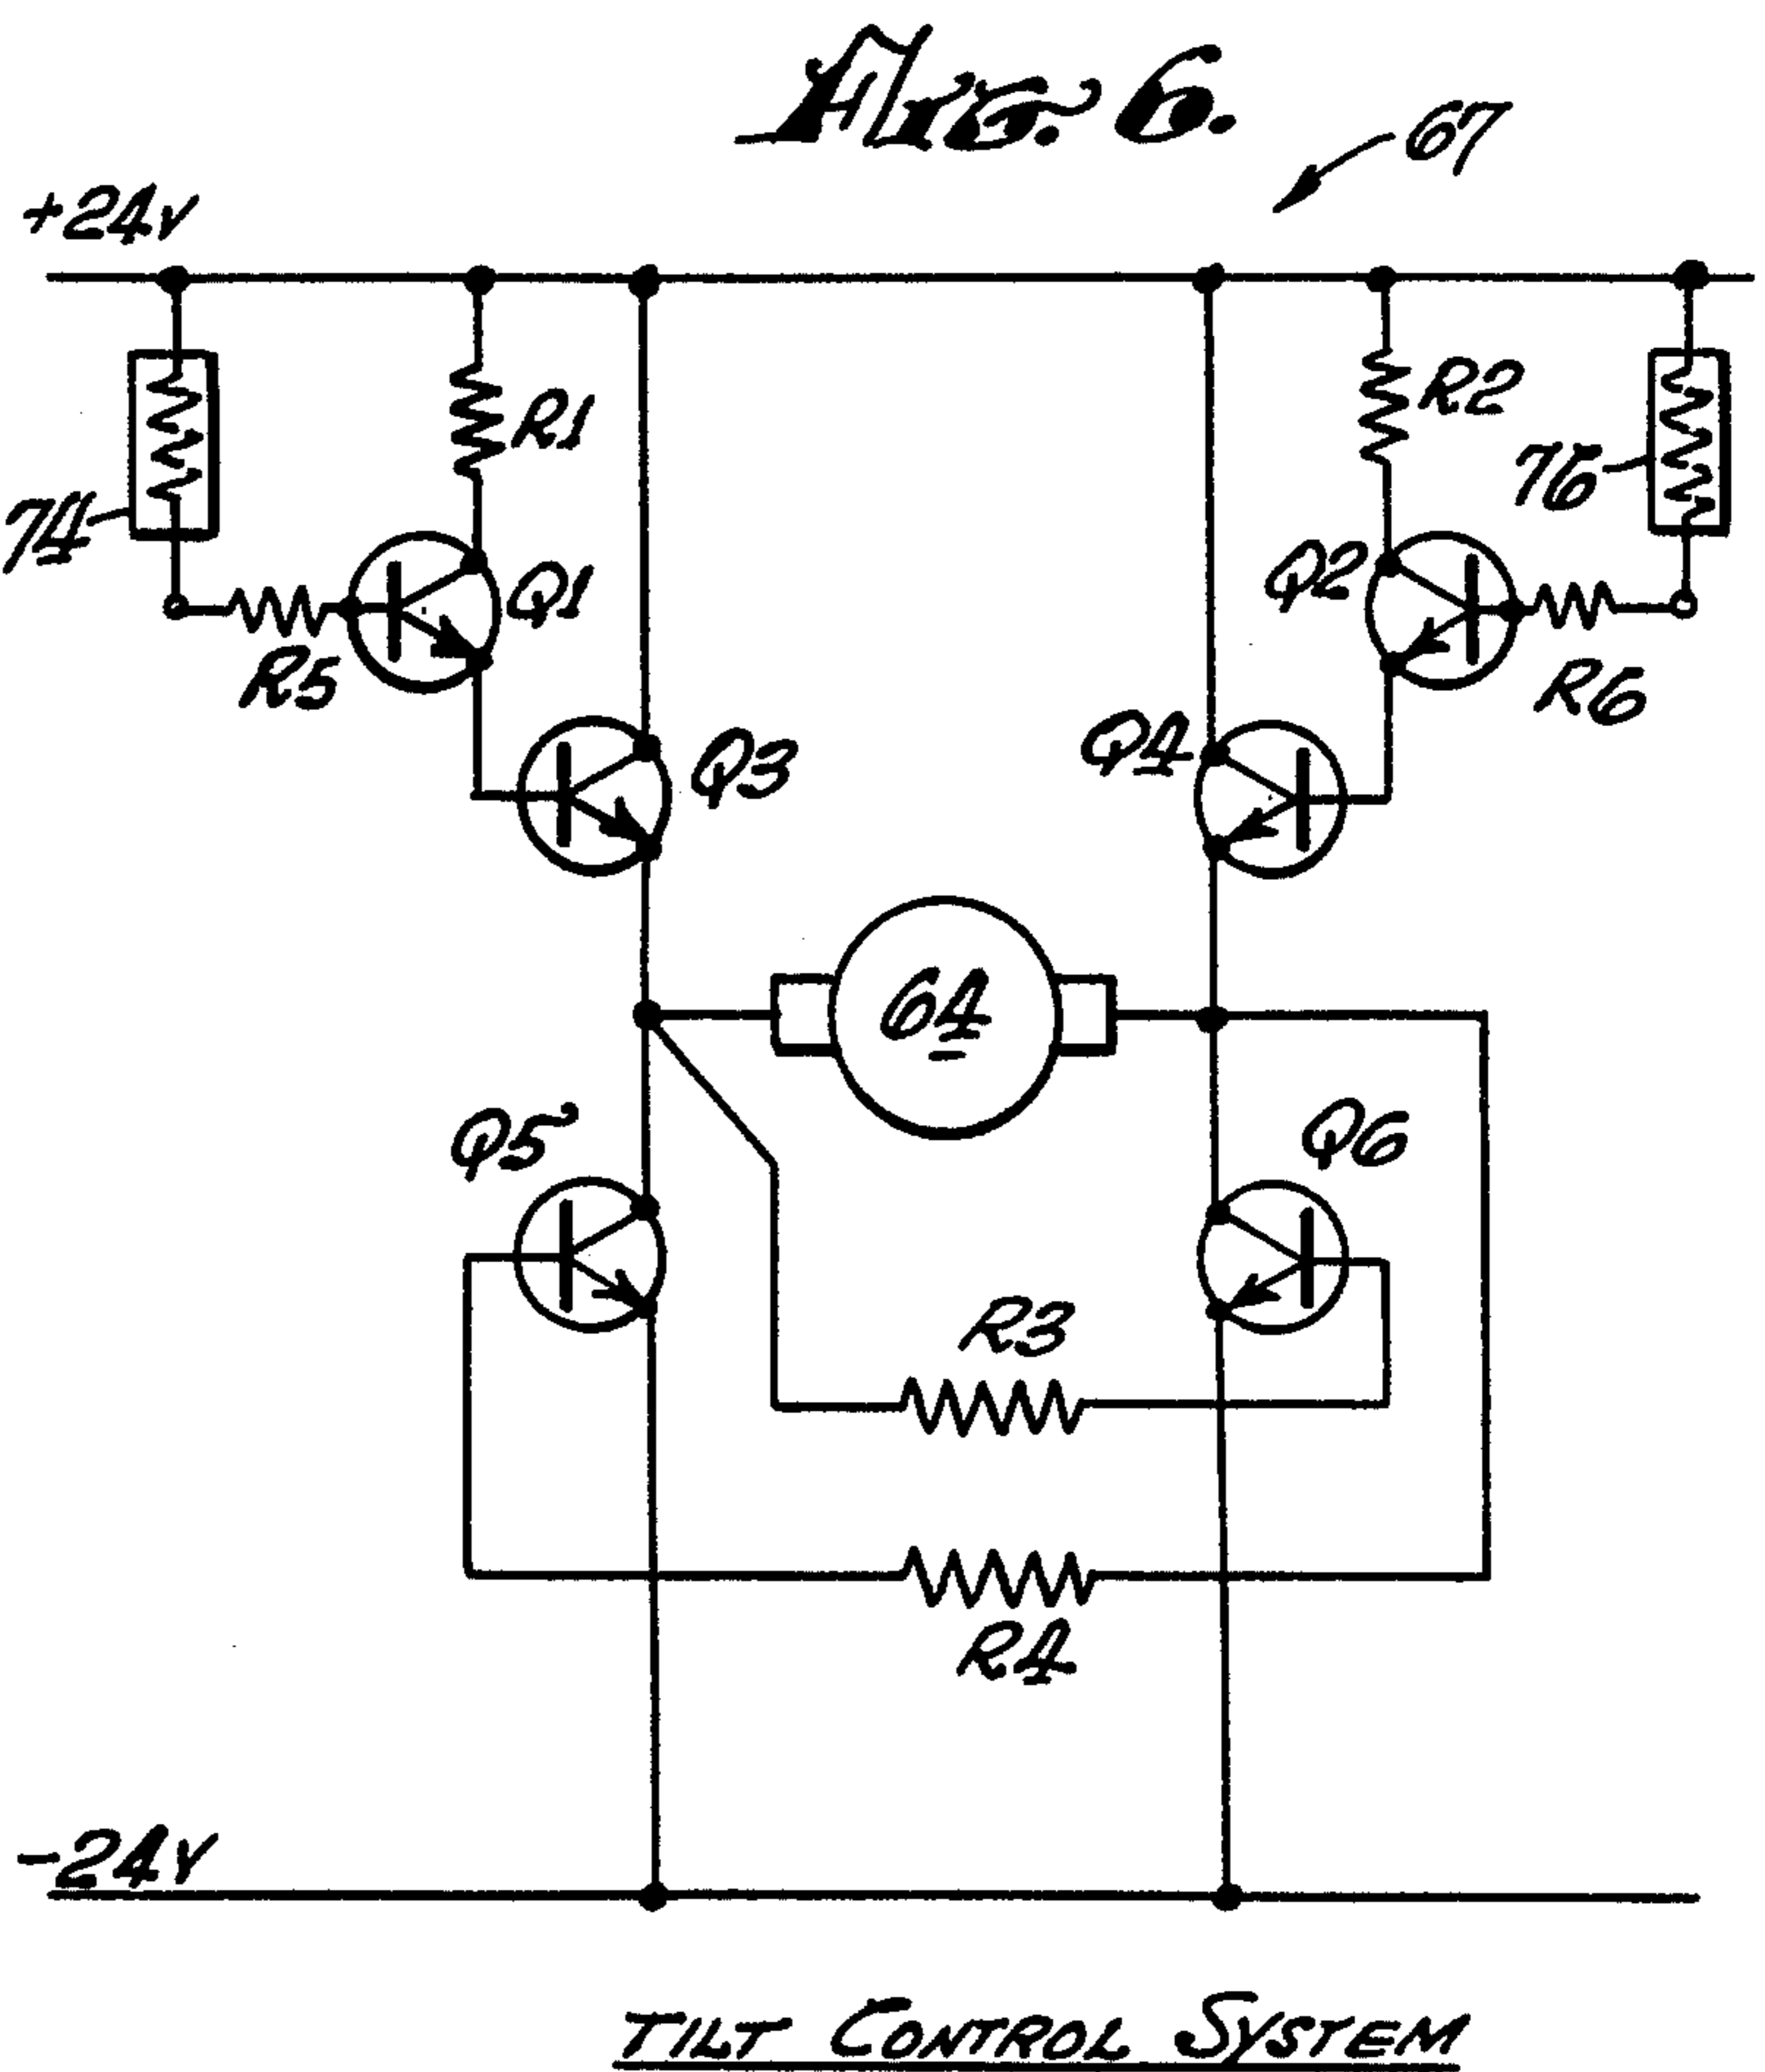 Fig. 6.
67
+24v
R1
R2
74
76
Q1
Q2
R5
R6
Q3
Q4
64
Q5
Q6
R3
R4
-24v
TILT CONTROL SYSTEM